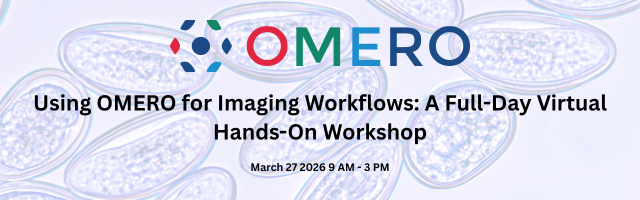 OMERO
Using OMERO for Imaging Workflows: A Full-Day Virtual
Hands-On Workshop
March 27 2026 9 AM - 3 PM